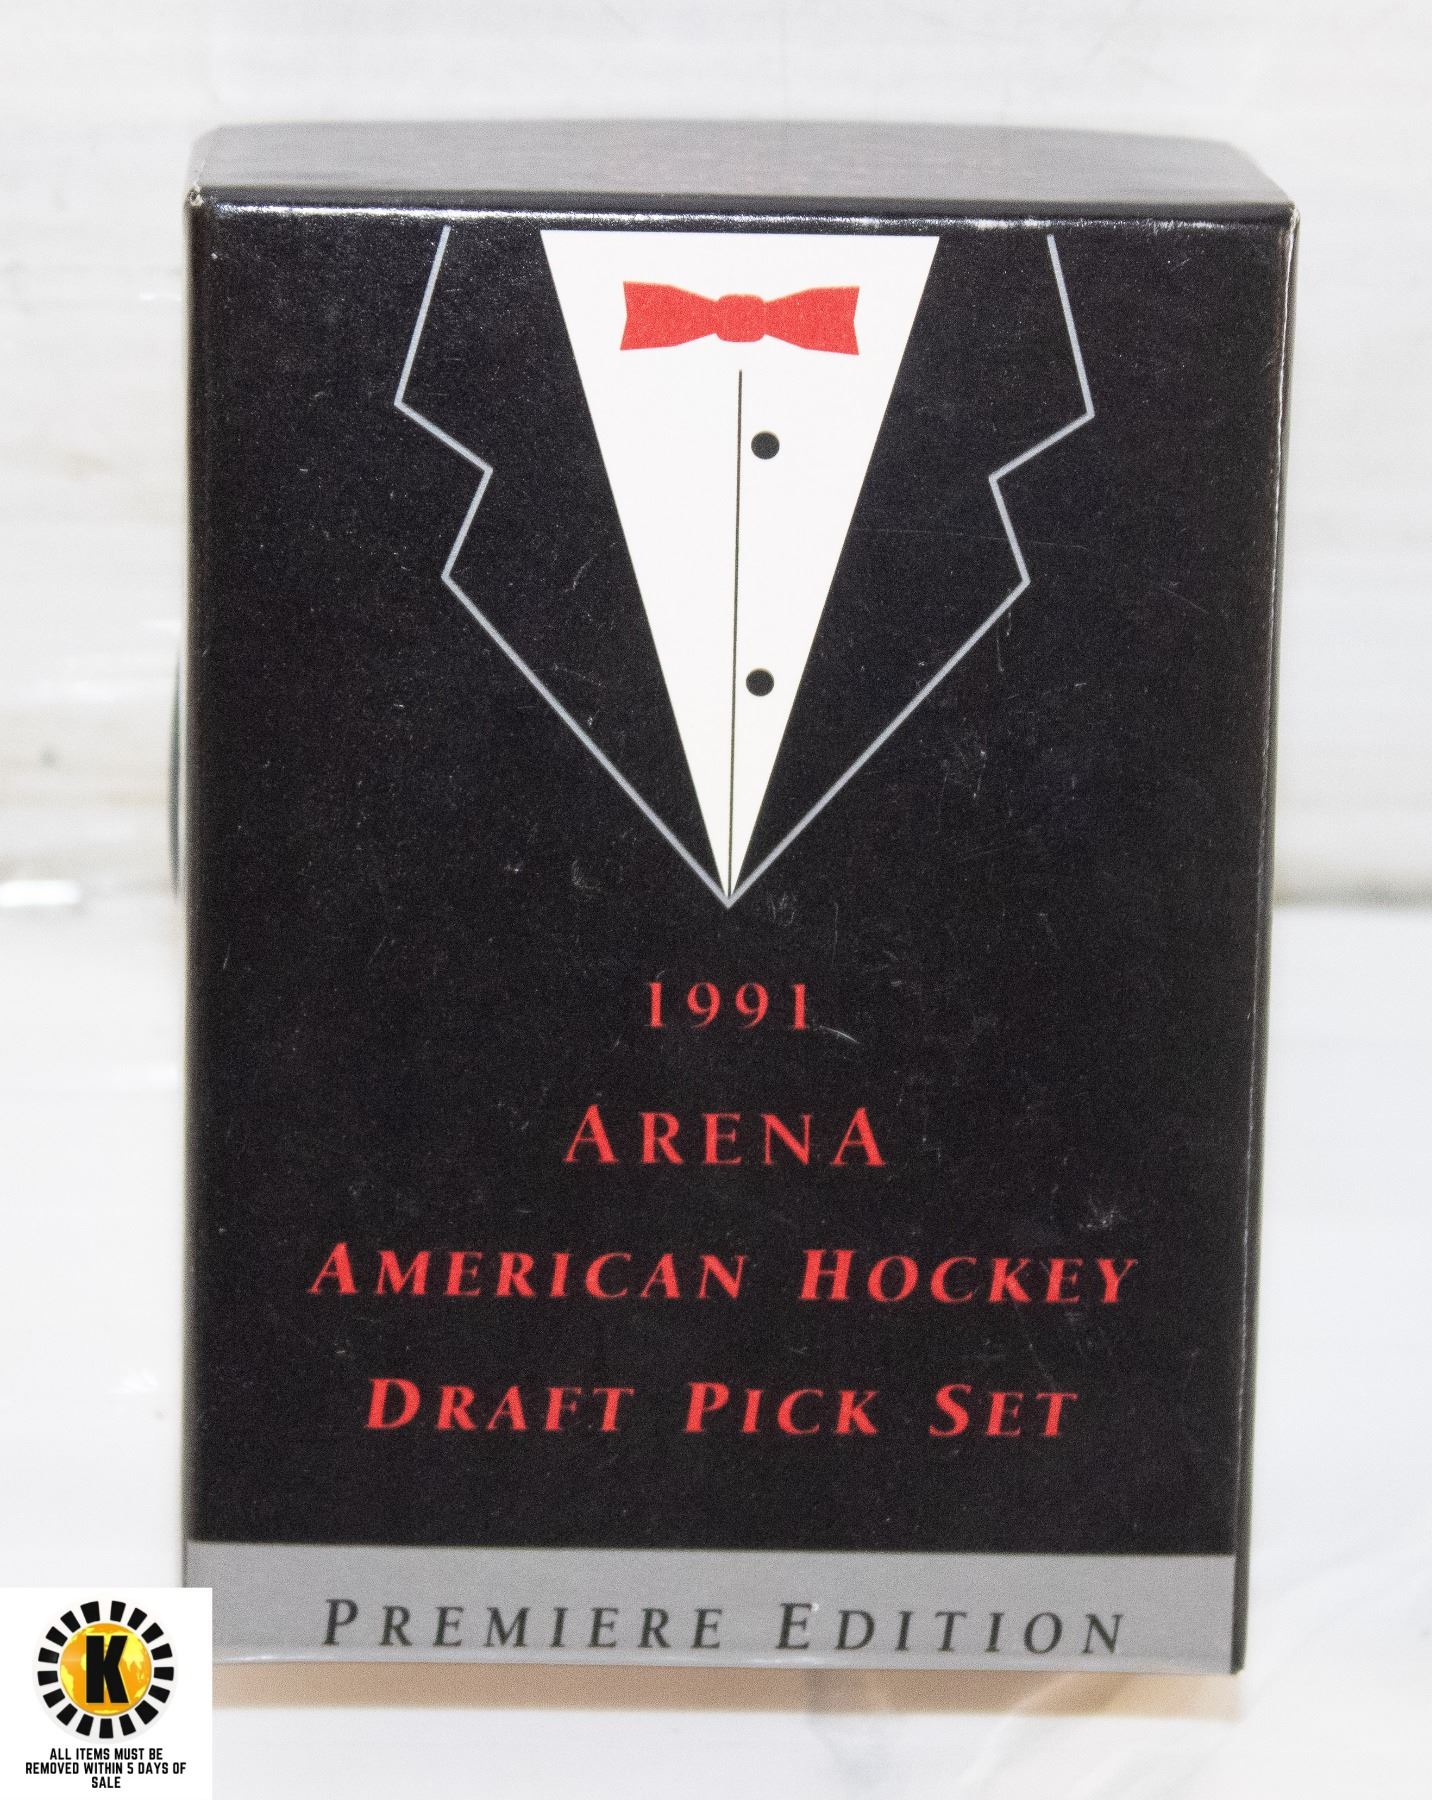 1991
ARENA
AMERICAN HOCKEY
DRAFT PICK SET
PREMIERE EDITION
K
ALL ITEMS MUST BE
REMOVED WITHIN 5 DAYS OF
SALE